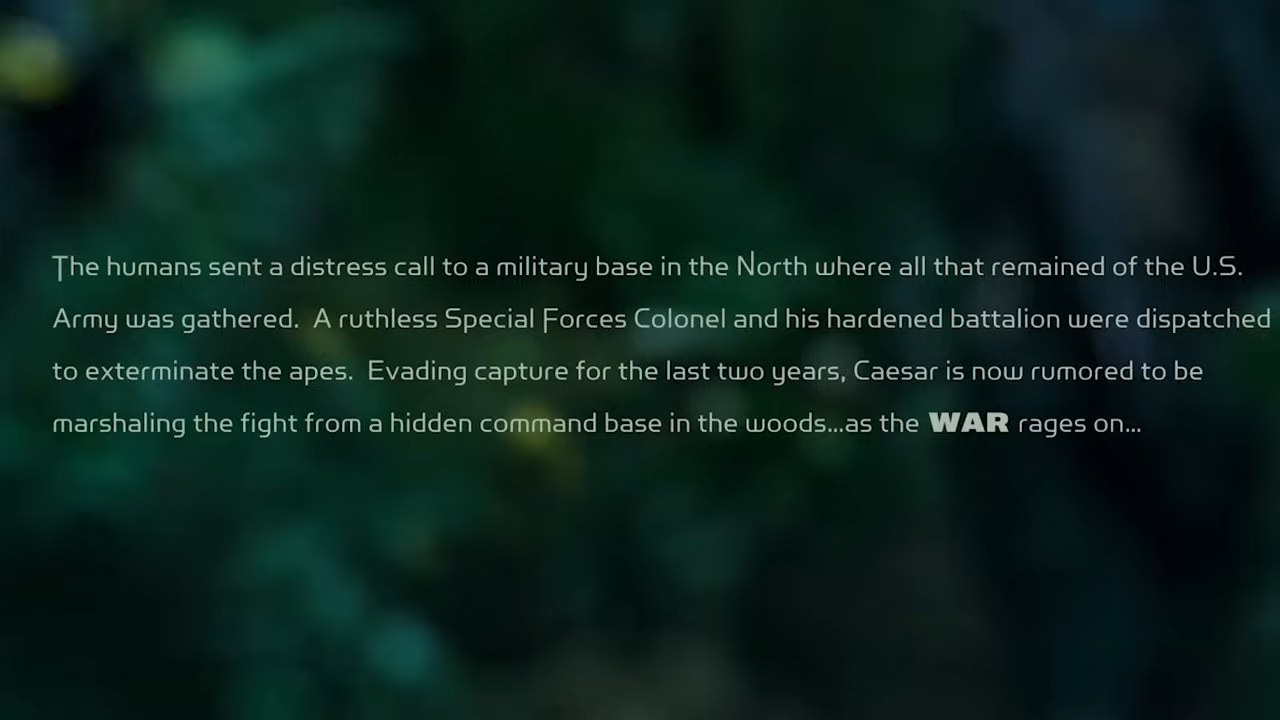 The humans sent a distress call to a military base in the North where all that remained of the U.S.
Army was gathered.  A ruthless Special Forces Colonel and his hardened battalion were dispatched
to exterminate the apes.  Evading capture for the last two years, Caesar is now rumored to be
marshaling the fight from a hidden command base in the woods...as the WAR rages on...